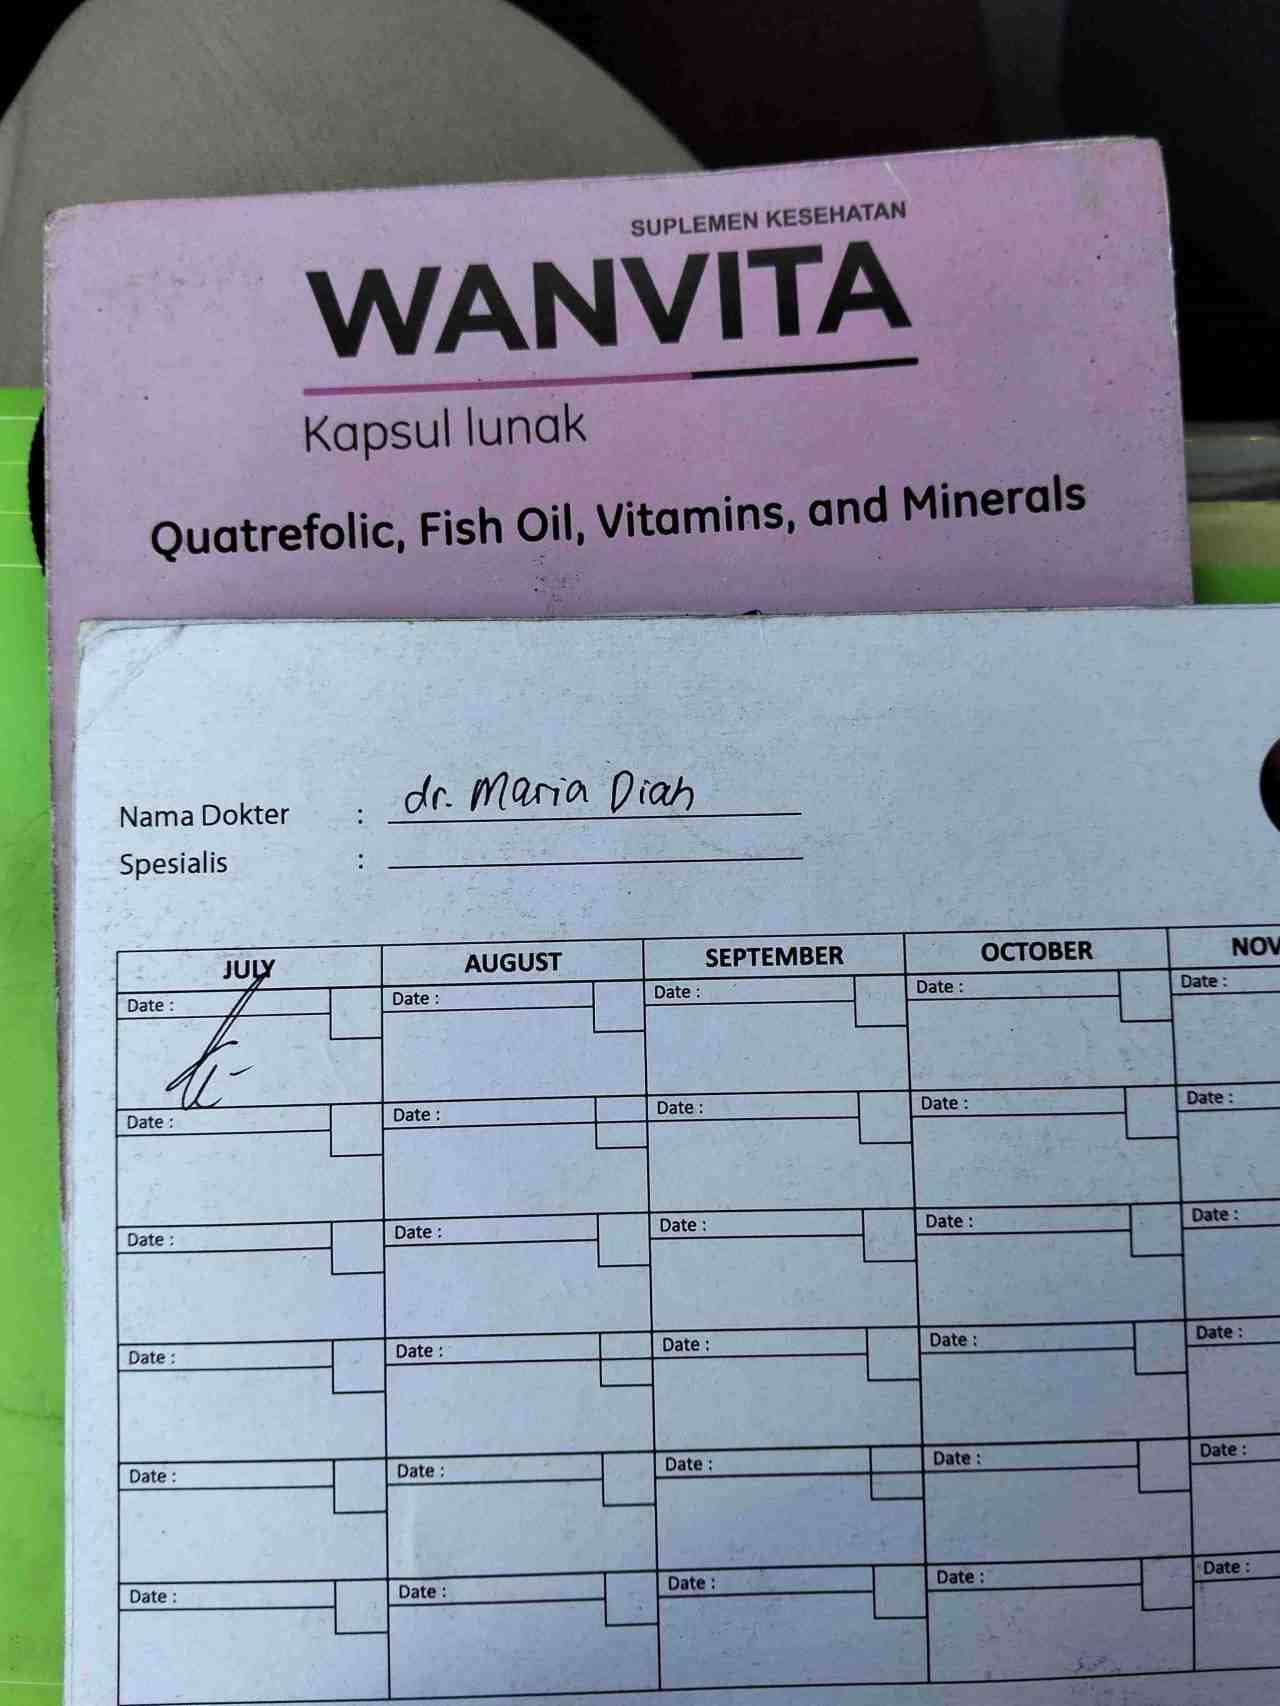 SUPLEMEN KESEHATAN
WANVITA
Kapsul lunak
Quatrefolic, Fish Oil, Vitamins, and Minerals
Nama Dokter : dr. Maria Diah
Spesialis :
JULY AUGUST SEPTEMBER OCTOBER NOV
Date : Date : Date : Date : Date :
Date : Date : Date : Date : Date :
Date : Date : Date : Date : Date :
Date : Date : Date : Date : Date :
Date : Date : Date : Date : Date :
Date : Date : Date : Date : Date :